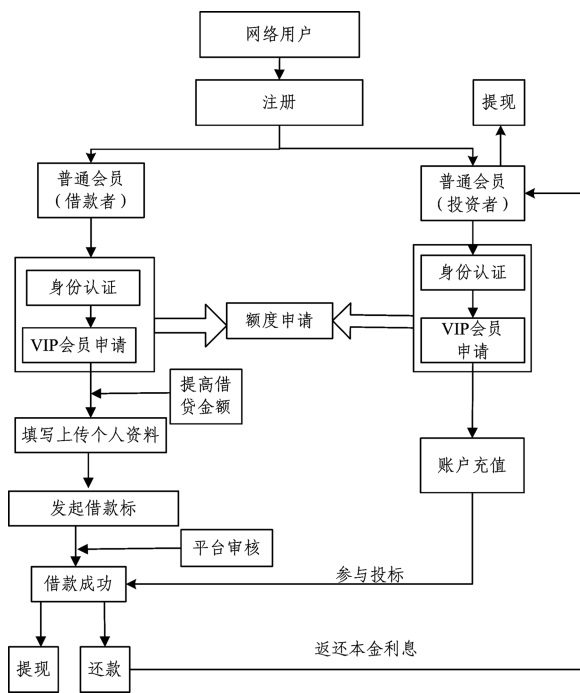 网络用户
注册
提现
普通会员
（借款者）
普通会员
（投资者）
身份认证
VIP会员申请
额度申请
身份认证
VIP会员
申请
提高借
贷金额
填写上传个人资料
账户充值
发起借款标
平台审核
借款成功
参与投标
提现
还款
返还本金利息